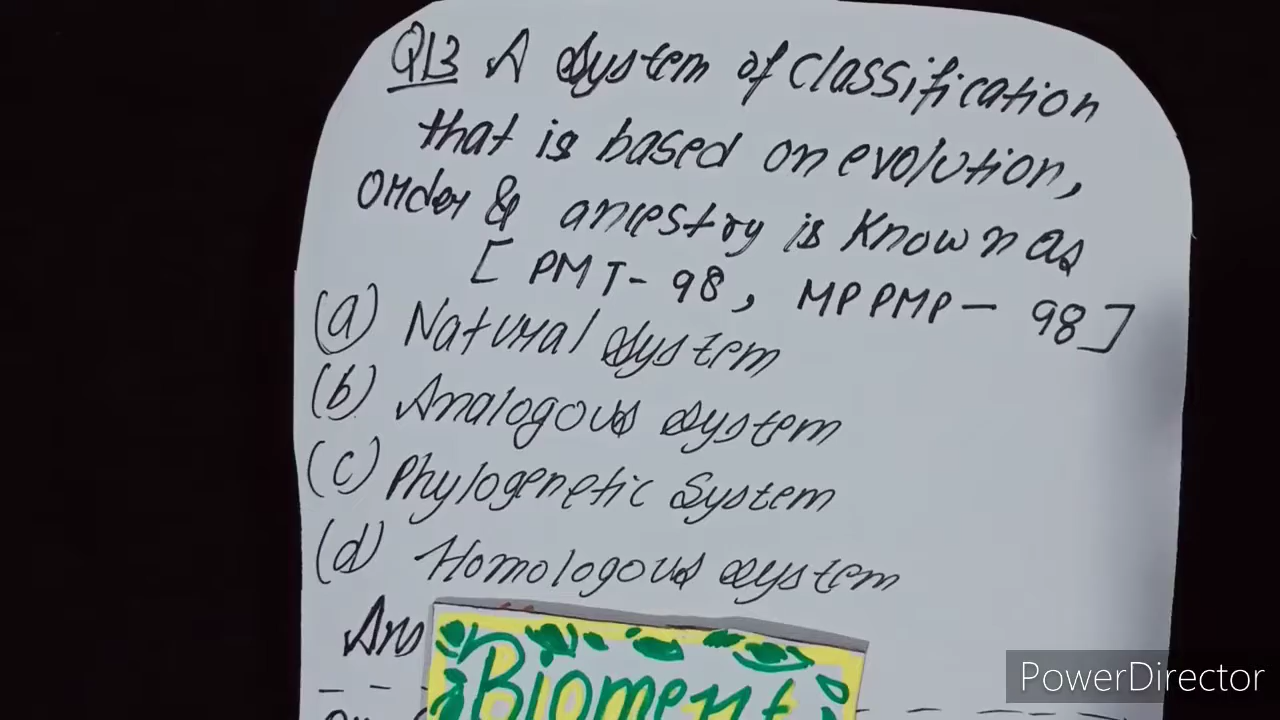 Q13 A system of classification
that is based on evolution,
order & ancestry is known as
[ PMT- 98, MPPMP- 98]
(a) Natural system
(b) Analogous system
(c) Phylogenetic System
(d) Homologous system
Ans
Bioment
PowerDirector